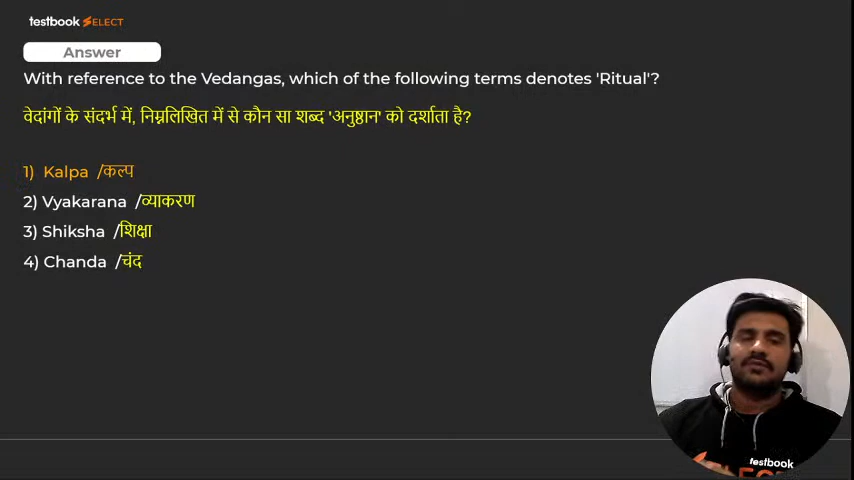 testbook SELECT
Answer
With reference to the Vedangas, which of the following terms denotes 'Ritual'?
वेदांगों के संदर्भ में, निम्नलिखित में से कौन सा शब्द 'अनुष्ठान' को दर्शाता है?
1) Kalpa /कल्प
2) Vyakarana /व्याकरण
3) Shiksha /शिक्षा
4) Chanda /चंद
testbook